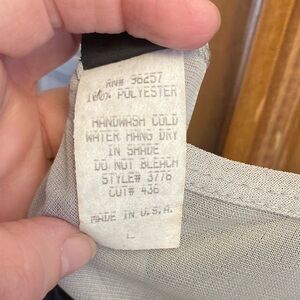 RN# 96257
100% POLYESTER
HANDWASH COLD
WATER HANG DRY
IN SHADE
DO NOT BLEACH
STYLE# 3776
CUT# 436
MADE IN U.S.A.
L